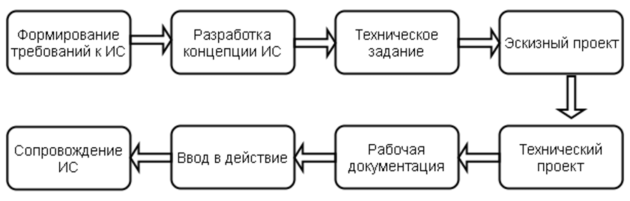 Формирование
требований к ИС
Разработка
концепции ИС
Техническое
задание
Эскизный проект
Технический
проект
Рабочая
документация
Ввод в действие
Сопровождение
ИС